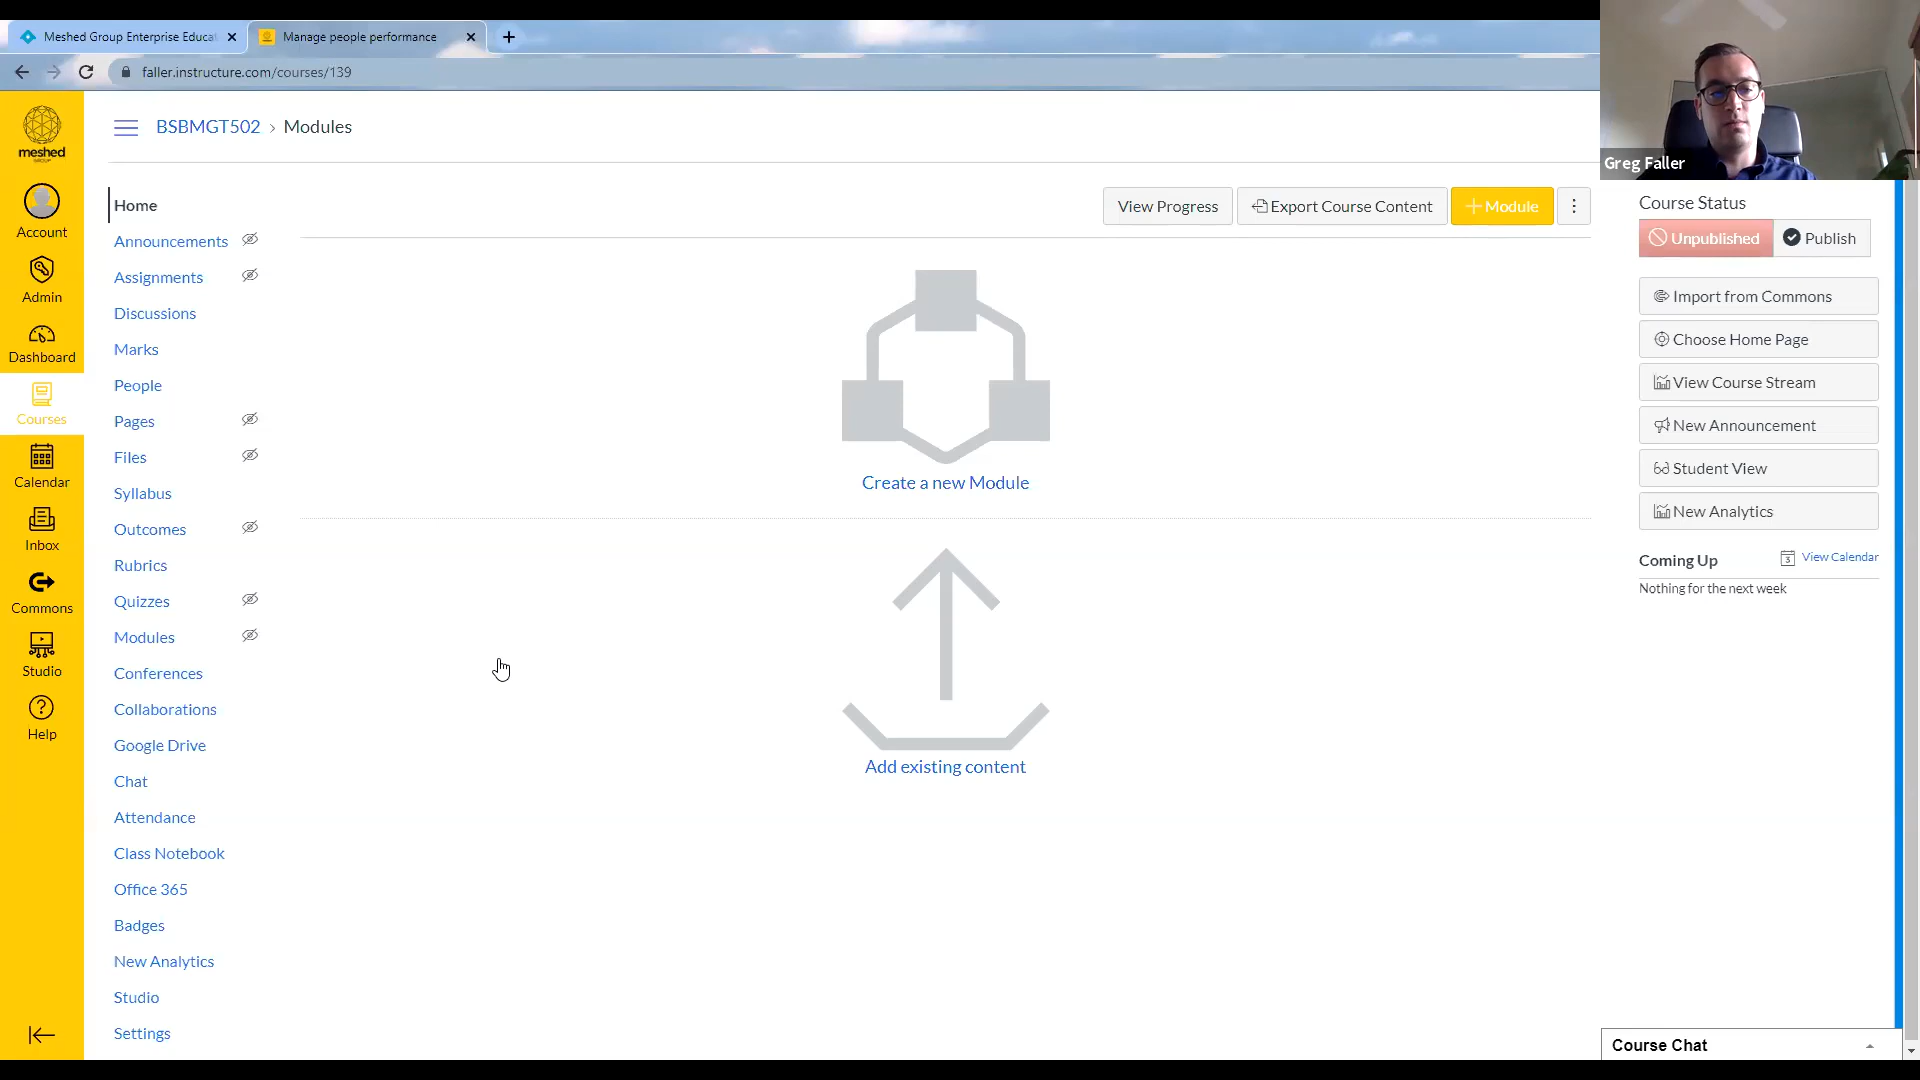 Meshed Group Enterprise Educat
Manage people performance
faller.instructure.com/courses/139
meshed
Account
Admin
Dashboard
Courses
Calendar
Inbox
Commons
Studio
Help
BSBMGT502 › Modules
Home
Announcements
Assignments
Discussions
Marks
People
Pages
Files
Syllabus
Outcomes
Rubrics
Quizzes
Modules
Conferences
Collaborations
Google Drive
Chat
Attendance
Class Notebook
Office 365
Badges
New Analytics
Studio
Settings
View Progress
Export Course Content
+ Module
Create a new Module
Add existing content
Greg Faller
Course Status
Unpublished
Publish
Import from Commons
Choose Home Page
View Course Stream
New Announcement
Student View
New Analytics
Coming Up
3 View Calendar
Nothing for the next week
Course Chat